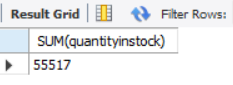 Result Grid Filter Rows:
SUM(quantityinstock)
55517